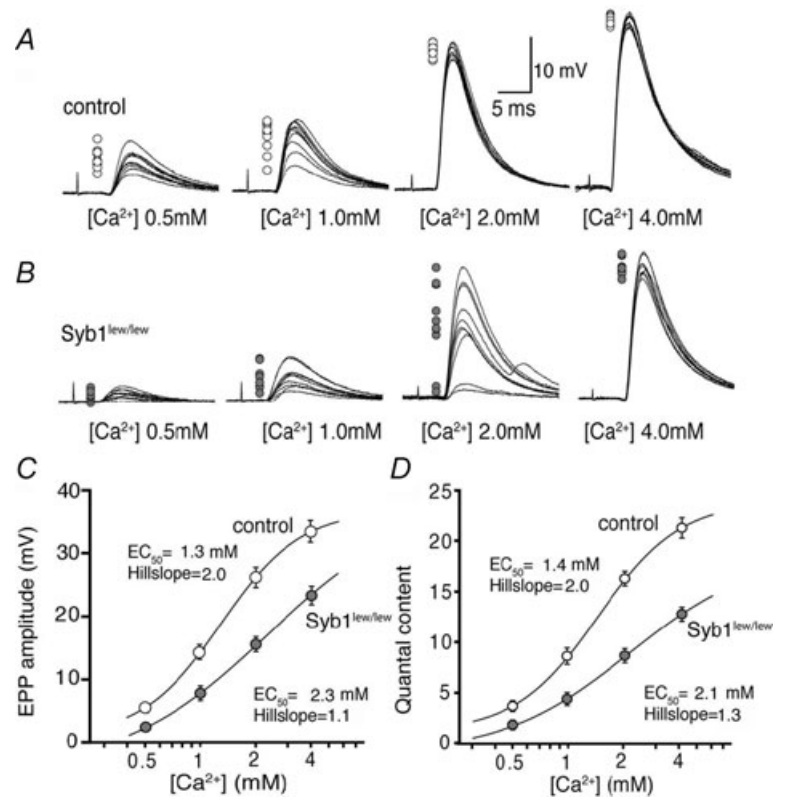 A
control
10 mV
5 ms
[Ca²⁺] 0.5mM
[Ca²⁺] 1.0mM
[Ca²⁺] 2.0mM
[Ca²⁺] 4.0mM
B
Syb1lew/lew
[Ca²⁺] 0.5mM
[Ca²⁺] 1.0mM
[Ca²⁺] 2.0mM
[Ca²⁺] 4.0mM
C
EPP amplitude (mV)
40
30
20
10
0
control
EC50= 1.3 mM
Hillslope=2.0
Syb1lew/lew
EC50= 2.3 mM
Hillslope=1.1
0.5 1 2 4
[Ca²⁺] (mM)
D
Quantal content
25
20
15
10
5
0
control
EC50= 1.4 mM
Hillslope=2.0
Syb1lew/lew
EC50= 2.1 mM
Hillslope=1.3
0.5 1 2 4
[Ca²⁺] (mM)